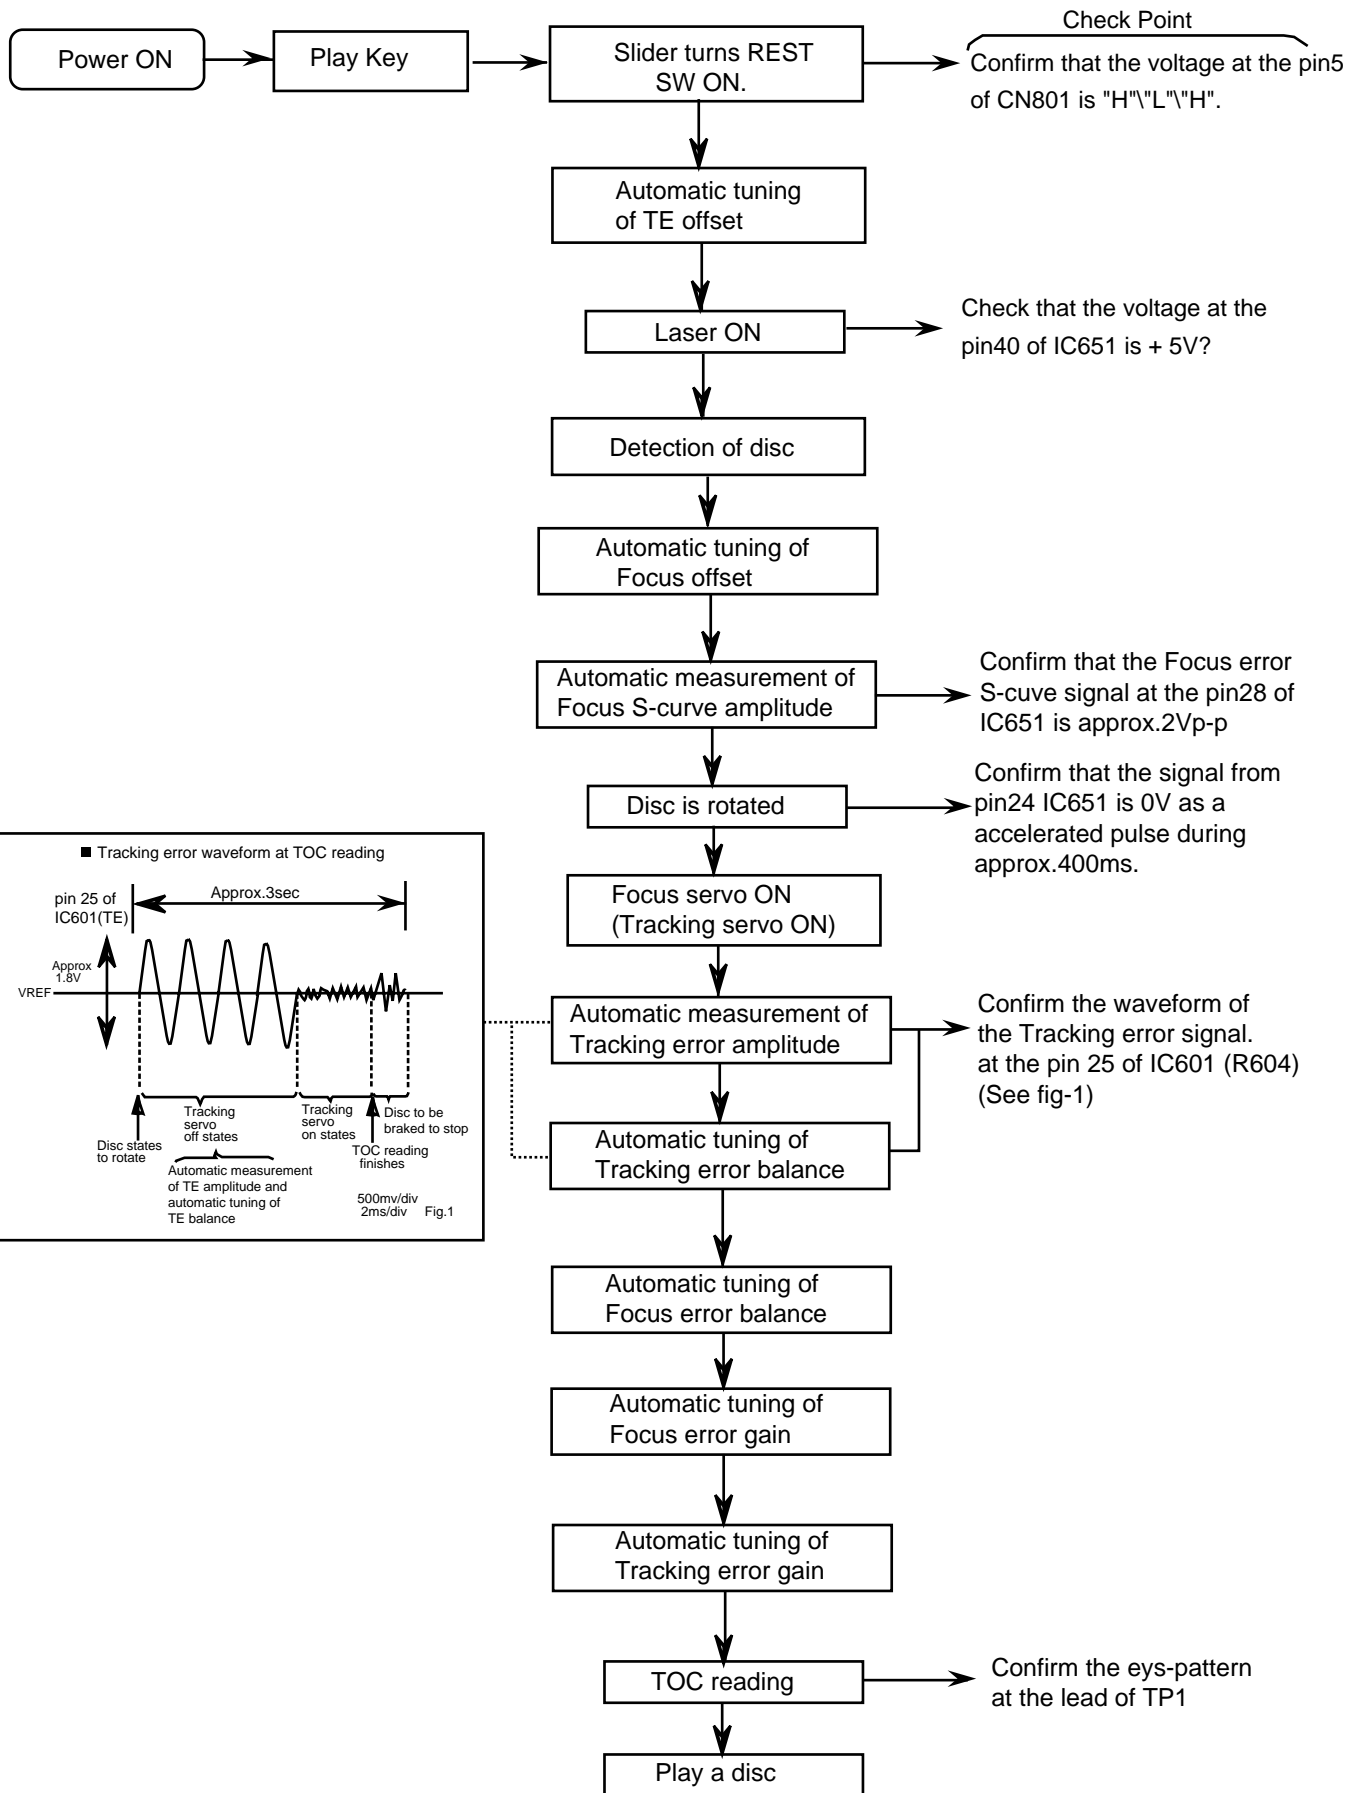 Check Point
Power ON
Play Key
Slider turns REST
SW ON.
Confirm that the voltage at the pin5
of CN801 is "H"\"L"\"H".
Automatic tuning
of TE offset
Laser ON
Check that the voltage at the
pin40 of IC651 is + 5V?
Detection of disc
Automatic tuning of
Focus offset
Automatic measurement of
Focus S-curve amplitude
Confirm that the Focus error
S-cuve signal at the pin28 of
IC651 is approx.2Vp-p
Disc is rotated
Confirm that the signal from
pin24 IC651 is 0V as a
accelerated pulse during
approx.400ms.
Focus servo ON
(Tracking servo ON)
■ Tracking error waveform at TOC reading
pin 25 of
IC601(TE)
Approx.3sec
Approx
1.8V
VREF
Disc states
to rotate
Tracking
servo
off states
Tracking
servo
on states
Disc to be
braked to stop
TOC reading
finishes
Automatic measurement
of TE amplitude and
automatic tuning of
TE balance
500mv/div
2ms/div
Fig.1
Automatic measurement of
Tracking error amplitude
Confirm the waveform of
the Tracking error signal.
at the pin 25 of IC601 (R604)
(See fig-1)
Automatic tuning of
Tracking error balance
Automatic tuning of
Focus error balance
Automatic tuning of
Focus error gain
Automatic tuning of
Tracking error gain
TOC reading
Confirm the eys-pattern
at the lead of TP1
Play a disc